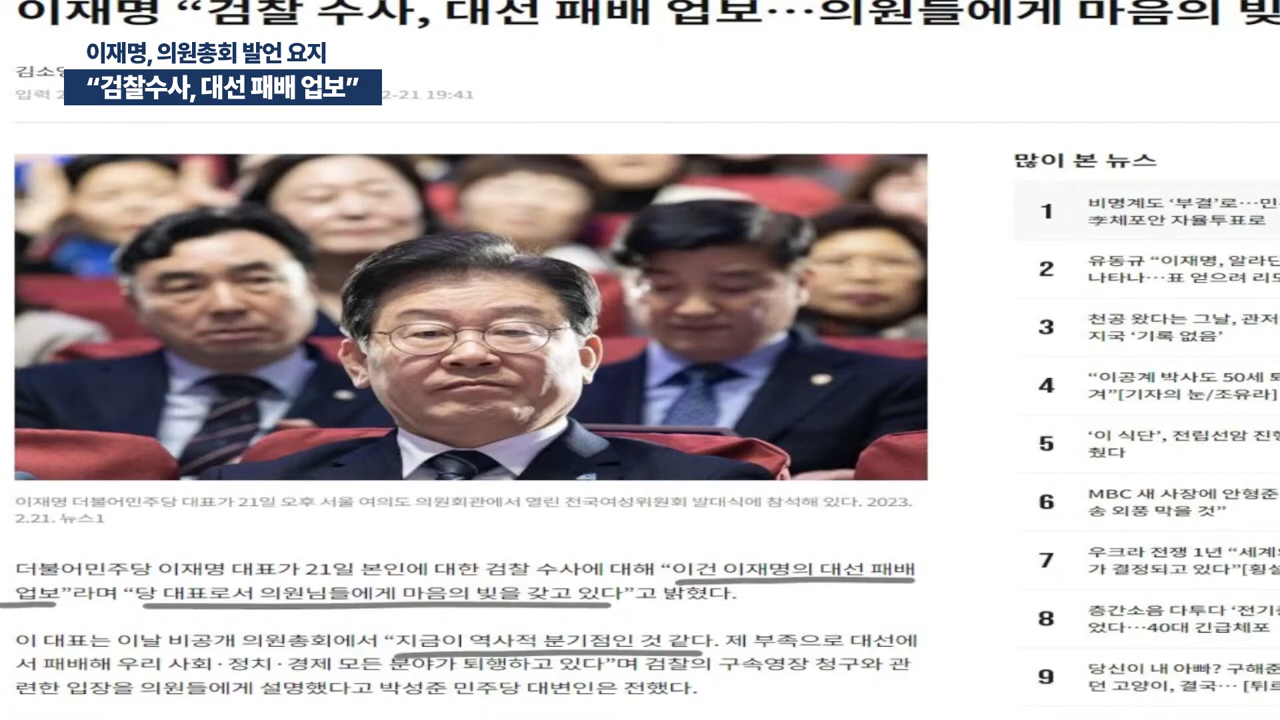 이재명 “검찰 수사, 대선 패배 업보…의원들에게 마음의 빚
이재명, 의원총회 발언 요지
“검찰수사, 대선 패배 업보”
김소영
입력 2 2-21 19:41
이재명 더불어민주당 대표가 21일 오후 서울 여의도 의원회관에서 열린 전국여성위원회 발대식에 참석해 있다. 2023.
2.21. 뉴스1
더불어민주당 이재명 대표가 21일 본인에 대한 검찰 수사에 대해 “이건 이재명의 대선 패배
업보”라며 “당 대표로서 의원님들에게 마음의 빚을 갖고 있다”고 밝혔다.
이 대표는 이날 비공개 의원총회에서 “지금이 역사적 분기점인 것 같다. 제 부족으로 대선에
서 패배해 우리 사회·정치·경제 모든 분야가 퇴행하고 있다”며 검찰의 구속영장 청구와 관
련한 입장을 의원들에게 설명했다고 박성준 민주당 대변인은 전했다.
많이 본 뉴스
1 비명계도 ‘부결’로…민
李체포안 자율투표로
2 유동규 “이재명, 알라딘
나타나…표 얻으려 리
3 천공 왔다는 그날, 관저
지국 ‘기록 없음’
4 “이공계 박사도 50세 퇴
겨”[기자의 눈/조유라]
5 ‘이 식단’, 전립선암 진행
췄다
6 MBC 새 사장에 안형준
송 외풍 막을 것”
7 우크라 전쟁 1년 “세계
가 결정되고 있다”[횡설
8 층간소음 다투다 ‘전기
었다…40대 긴급체포
9 당신이 내 아빠? 구해준
던 고양이, 결국… [뒤